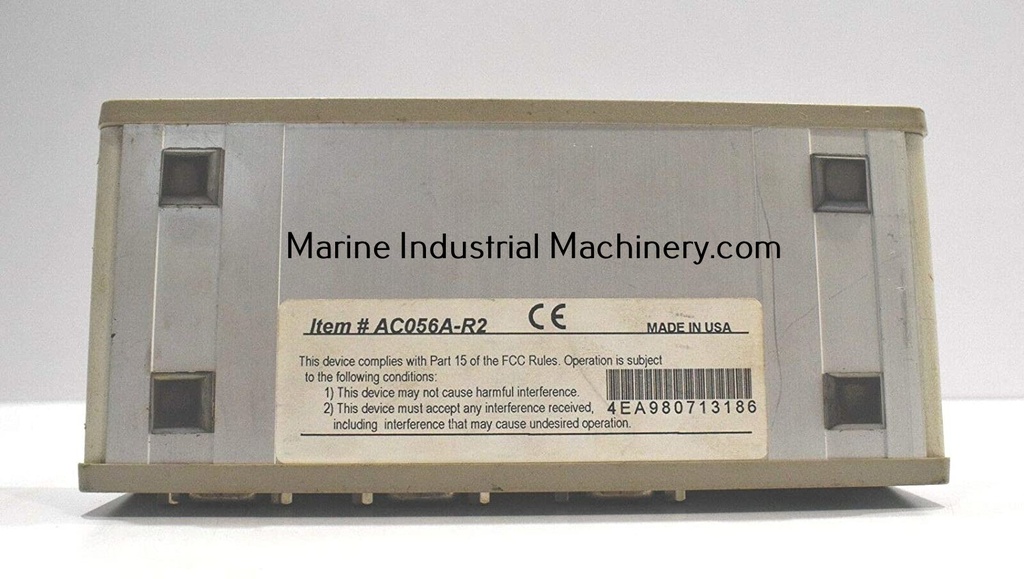 Marine Industrial Machinery.com
Item # AC056A-R2 CE MADE IN USA
This device complies with Part 15 of the FCC Rules. Operation is subject
to the following conditions:
1) This device may not cause harmful interference.
2) This device must accept any interference received,
including interference that may cause undesired operation.
4EA980713186